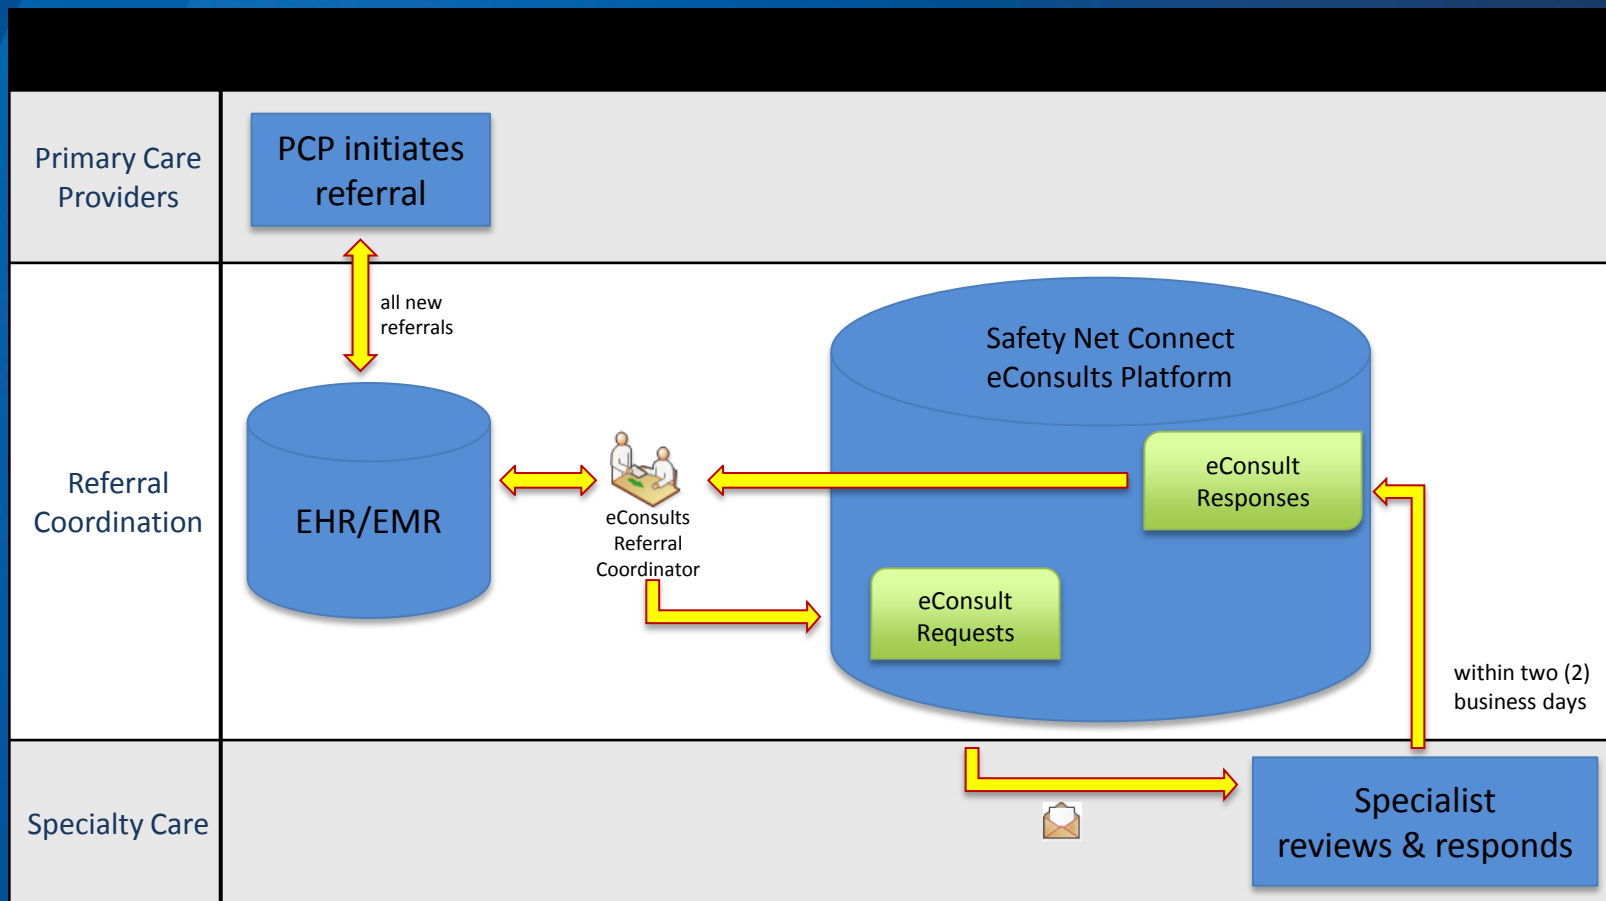 Primary Care
Providers
PCP initiates
referral
all new
referrals
Referral
Coordination
EHR/EMR
eConsults
Referral
Coordinator
Safety Net Connect
eConsults Platform
eConsult
Responses
eConsult
Requests
within two (2)
business days
Specialty Care
Specialist
reviews & responds